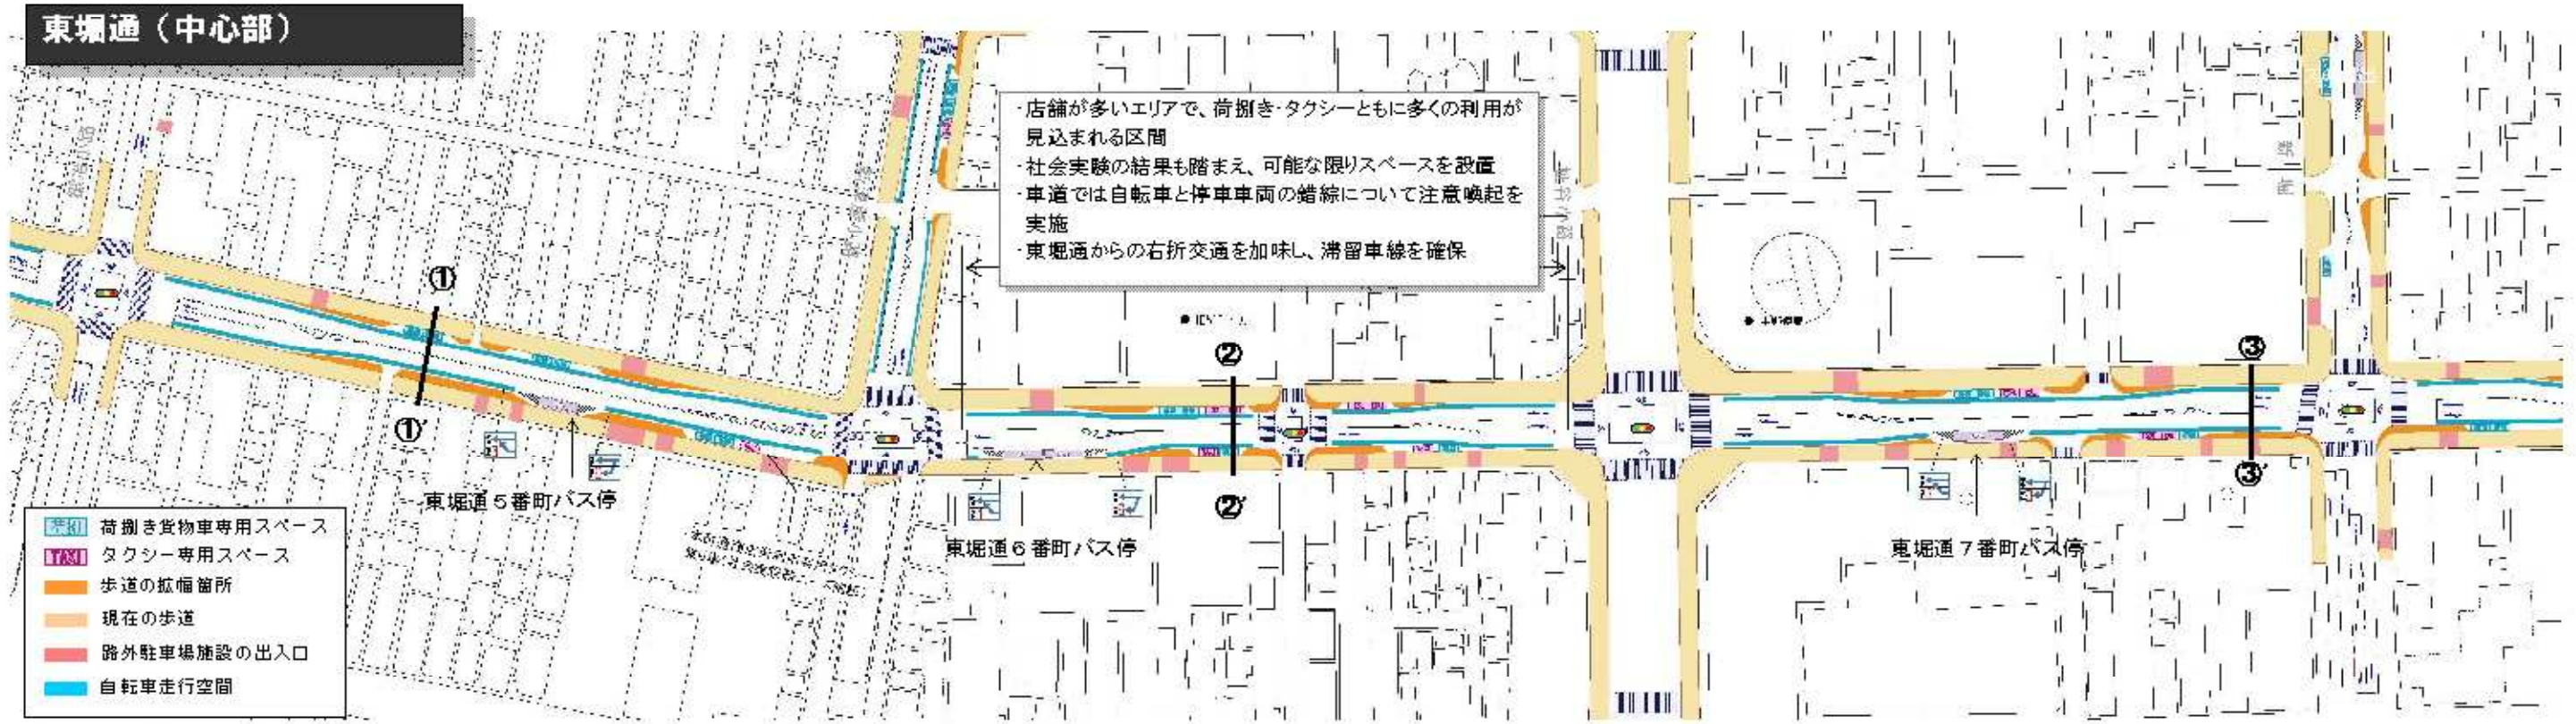 東堀通（中心部）
・店舗が多いエリアで、荷捌き・タクシーともに多くの利用が
見込まれる区間
・社会実験の結果も踏まえ、可能な限りスペースを設置
・車道では自転車と停車車両の錯綜について注意喚起を
実施
・東堀通からの右折交通を加味し、滞留車線を確保
①
②
③
①’
②’
③’
東堀通５番町バス停
東堀通６番町バス停
東堀通７番町バス停
荷捌き貨物車専用スペース
タクシー専用スペース
歩道の拡幅箇所
現在の歩道
路外駐車場施設の出入口
自転車走行空間